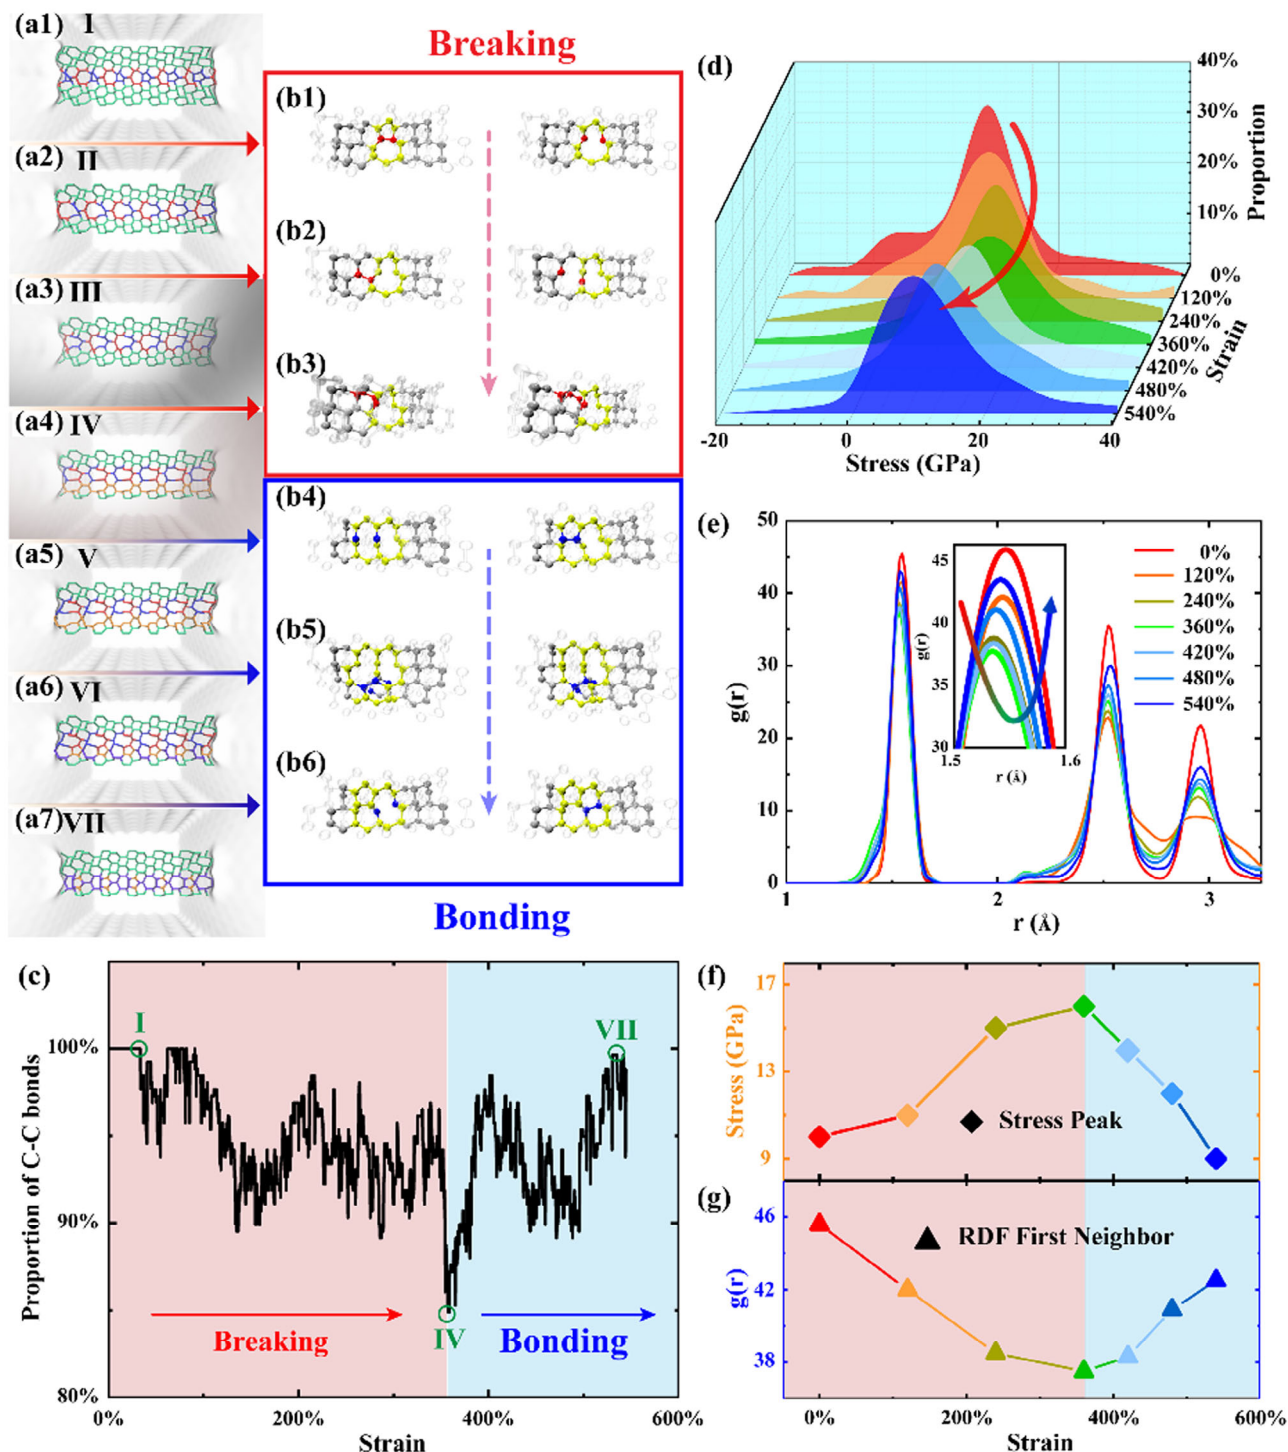 (a1) I
(a2) II
(a3) III
(a4) IV
(a5) V
(a6) VI
(a7) VII
Breaking
(b1)
(b2)
(b3)
(b4)
(b5)
(b6)
Bonding
(c)
100%
90%
80%
Proportion of C-C bonds
I
VII
IV
Breaking
Bonding
0%
200%
400%
600%
Strain
(d)
40%
30%
20%
10%
Proportion
0%
120%
240%
360%
420%
480%
540%
Strain
-20
0
20
40
Stress (GPa)
(e)
50
40
30
20
10
0
g(r)
1
2
3
r (Å)
45
40
35
30
g(r)
1.5
1.6
r (Å)
0%
120%
240%
360%
420%
480%
540%
(f)
17
13
9
Stress (GPa)
Stress Peak
(g)
46
42
38
g(r)
RDF First Neighbor
0%
200%
400%
600%
Strain